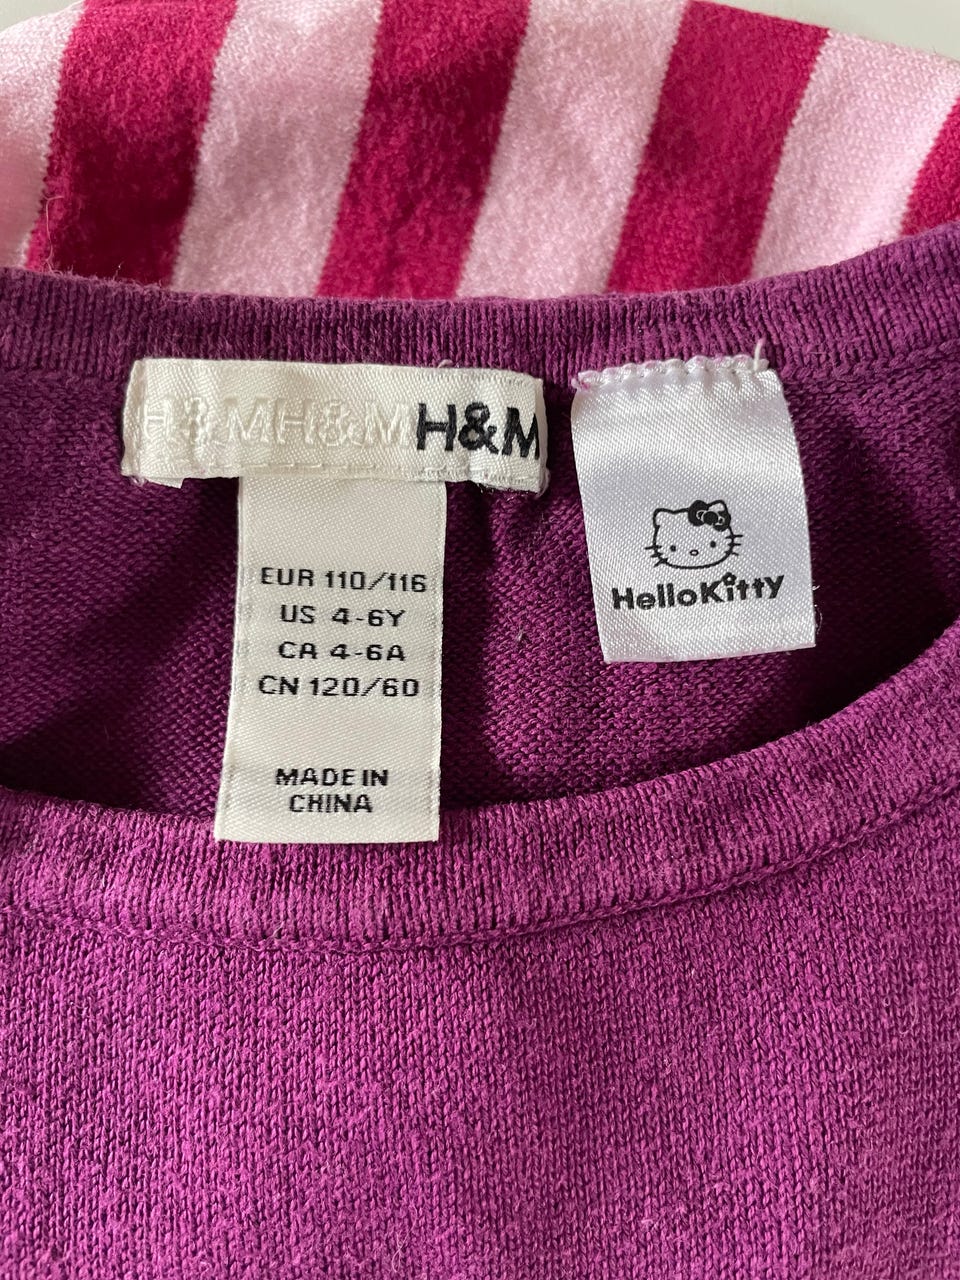 H&MH&MH&M
EUR 110/116
US 4-6Y
CA 4-6A
CN 120/60
MADE IN
CHINA
HelloKitty